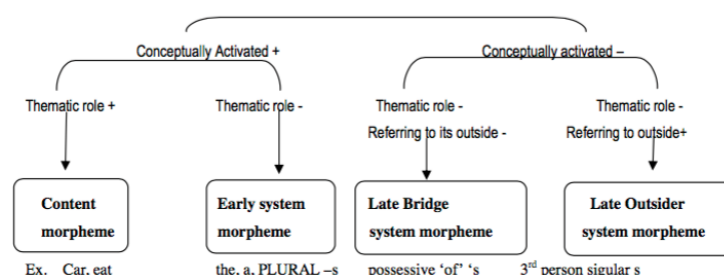 Conceptually Activated + Conceptually activated –
Thematic role + Thematic role - Thematic role - Thematic role -
Referring to its outside - Referring to outside+
Content Early system Late Bridge Late Outsider
morpheme morpheme system morpheme system morpheme
Ex. Car, eat the, a, PLURAL –s possessive 'of' 's 3rd person sigular s